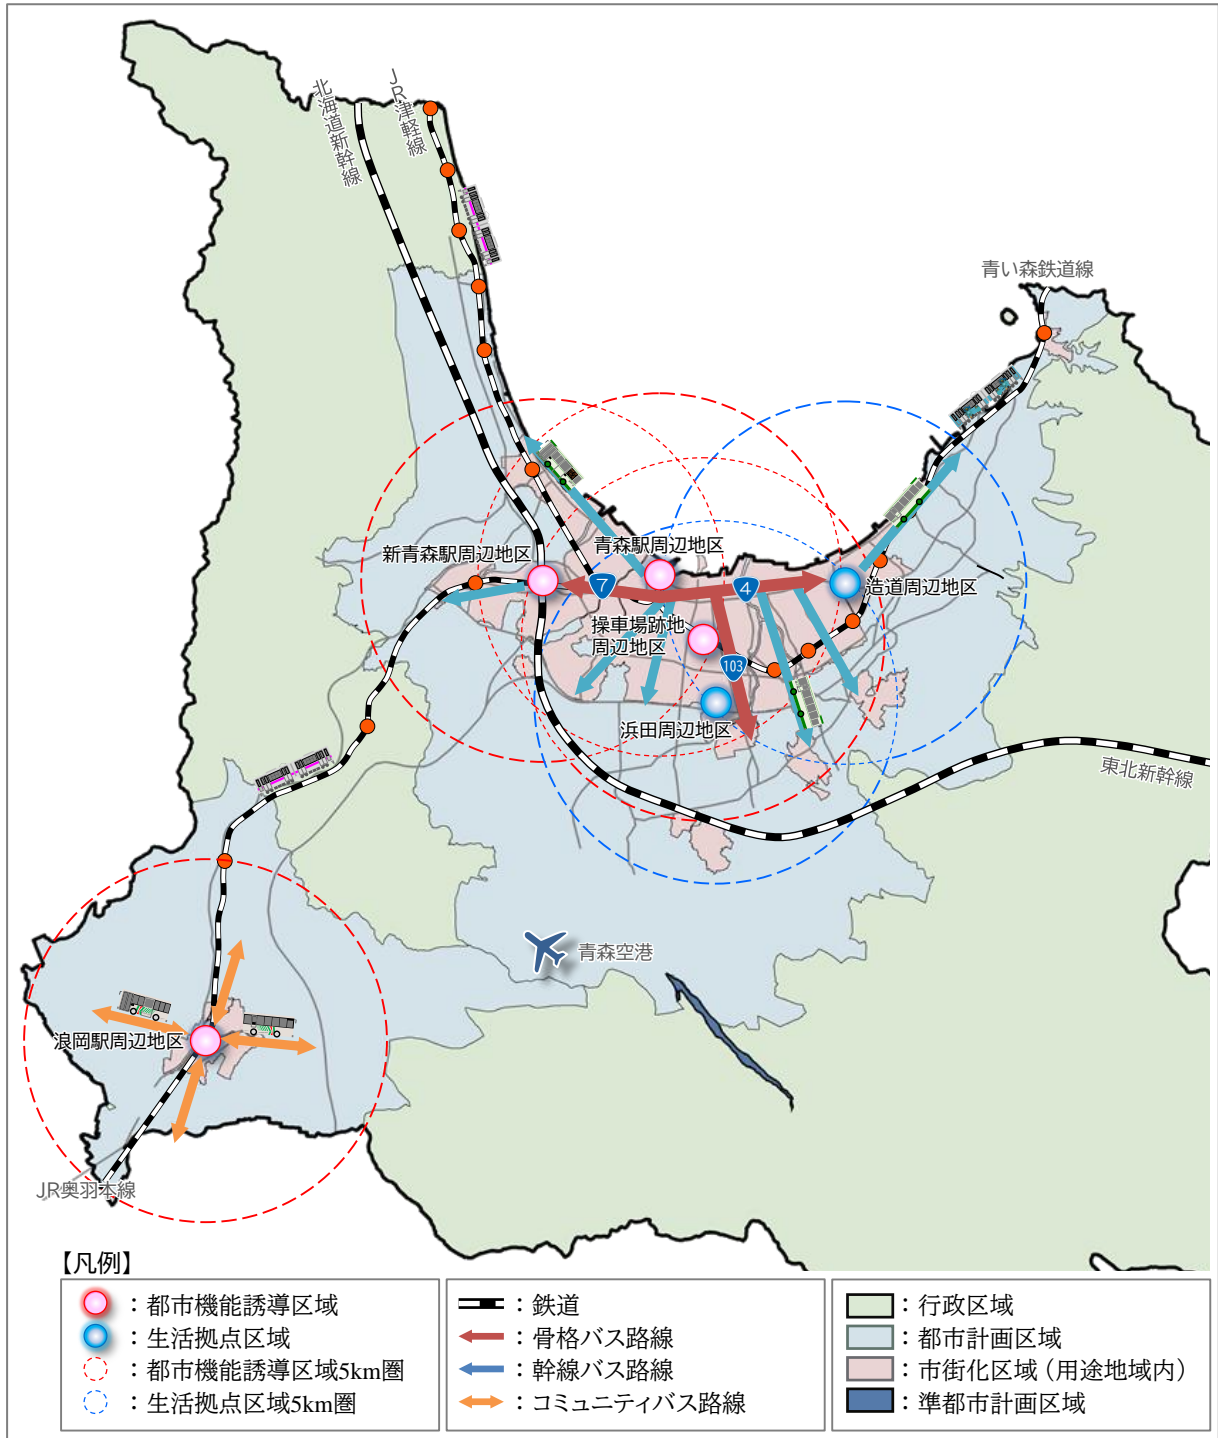 北海道新幹線
JR津軽線
青い森鉄道線
新青森駅周辺地区
青森駅周辺地区
7
4
造道周辺地区
操車場跡地
周辺地区
103
浜田周辺地区
東北新幹線
青森空港
浪岡駅周辺地区
JR奥羽本線
【凡例】
：都市機能誘導区域
：生活拠点区域
：都市機能誘導区域5km圏
：生活拠点区域5km圏
：鉄道
：骨格バス路線
：幹線バス路線
：コミュニティバス路線
：行政区域
：都市計画区域
：市街化区域（用途地域内）
：準都市計画区域